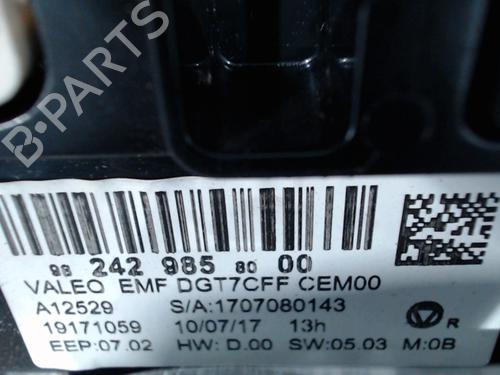 98 242 985 80 00
VALEO EMF DGT7CFF CEM00
A12529 S/A:1707080143
19171059 10/07/17 13h
R
EEP:07.02 HW: D.00 SW:05.03 M:0B
B-PARTS